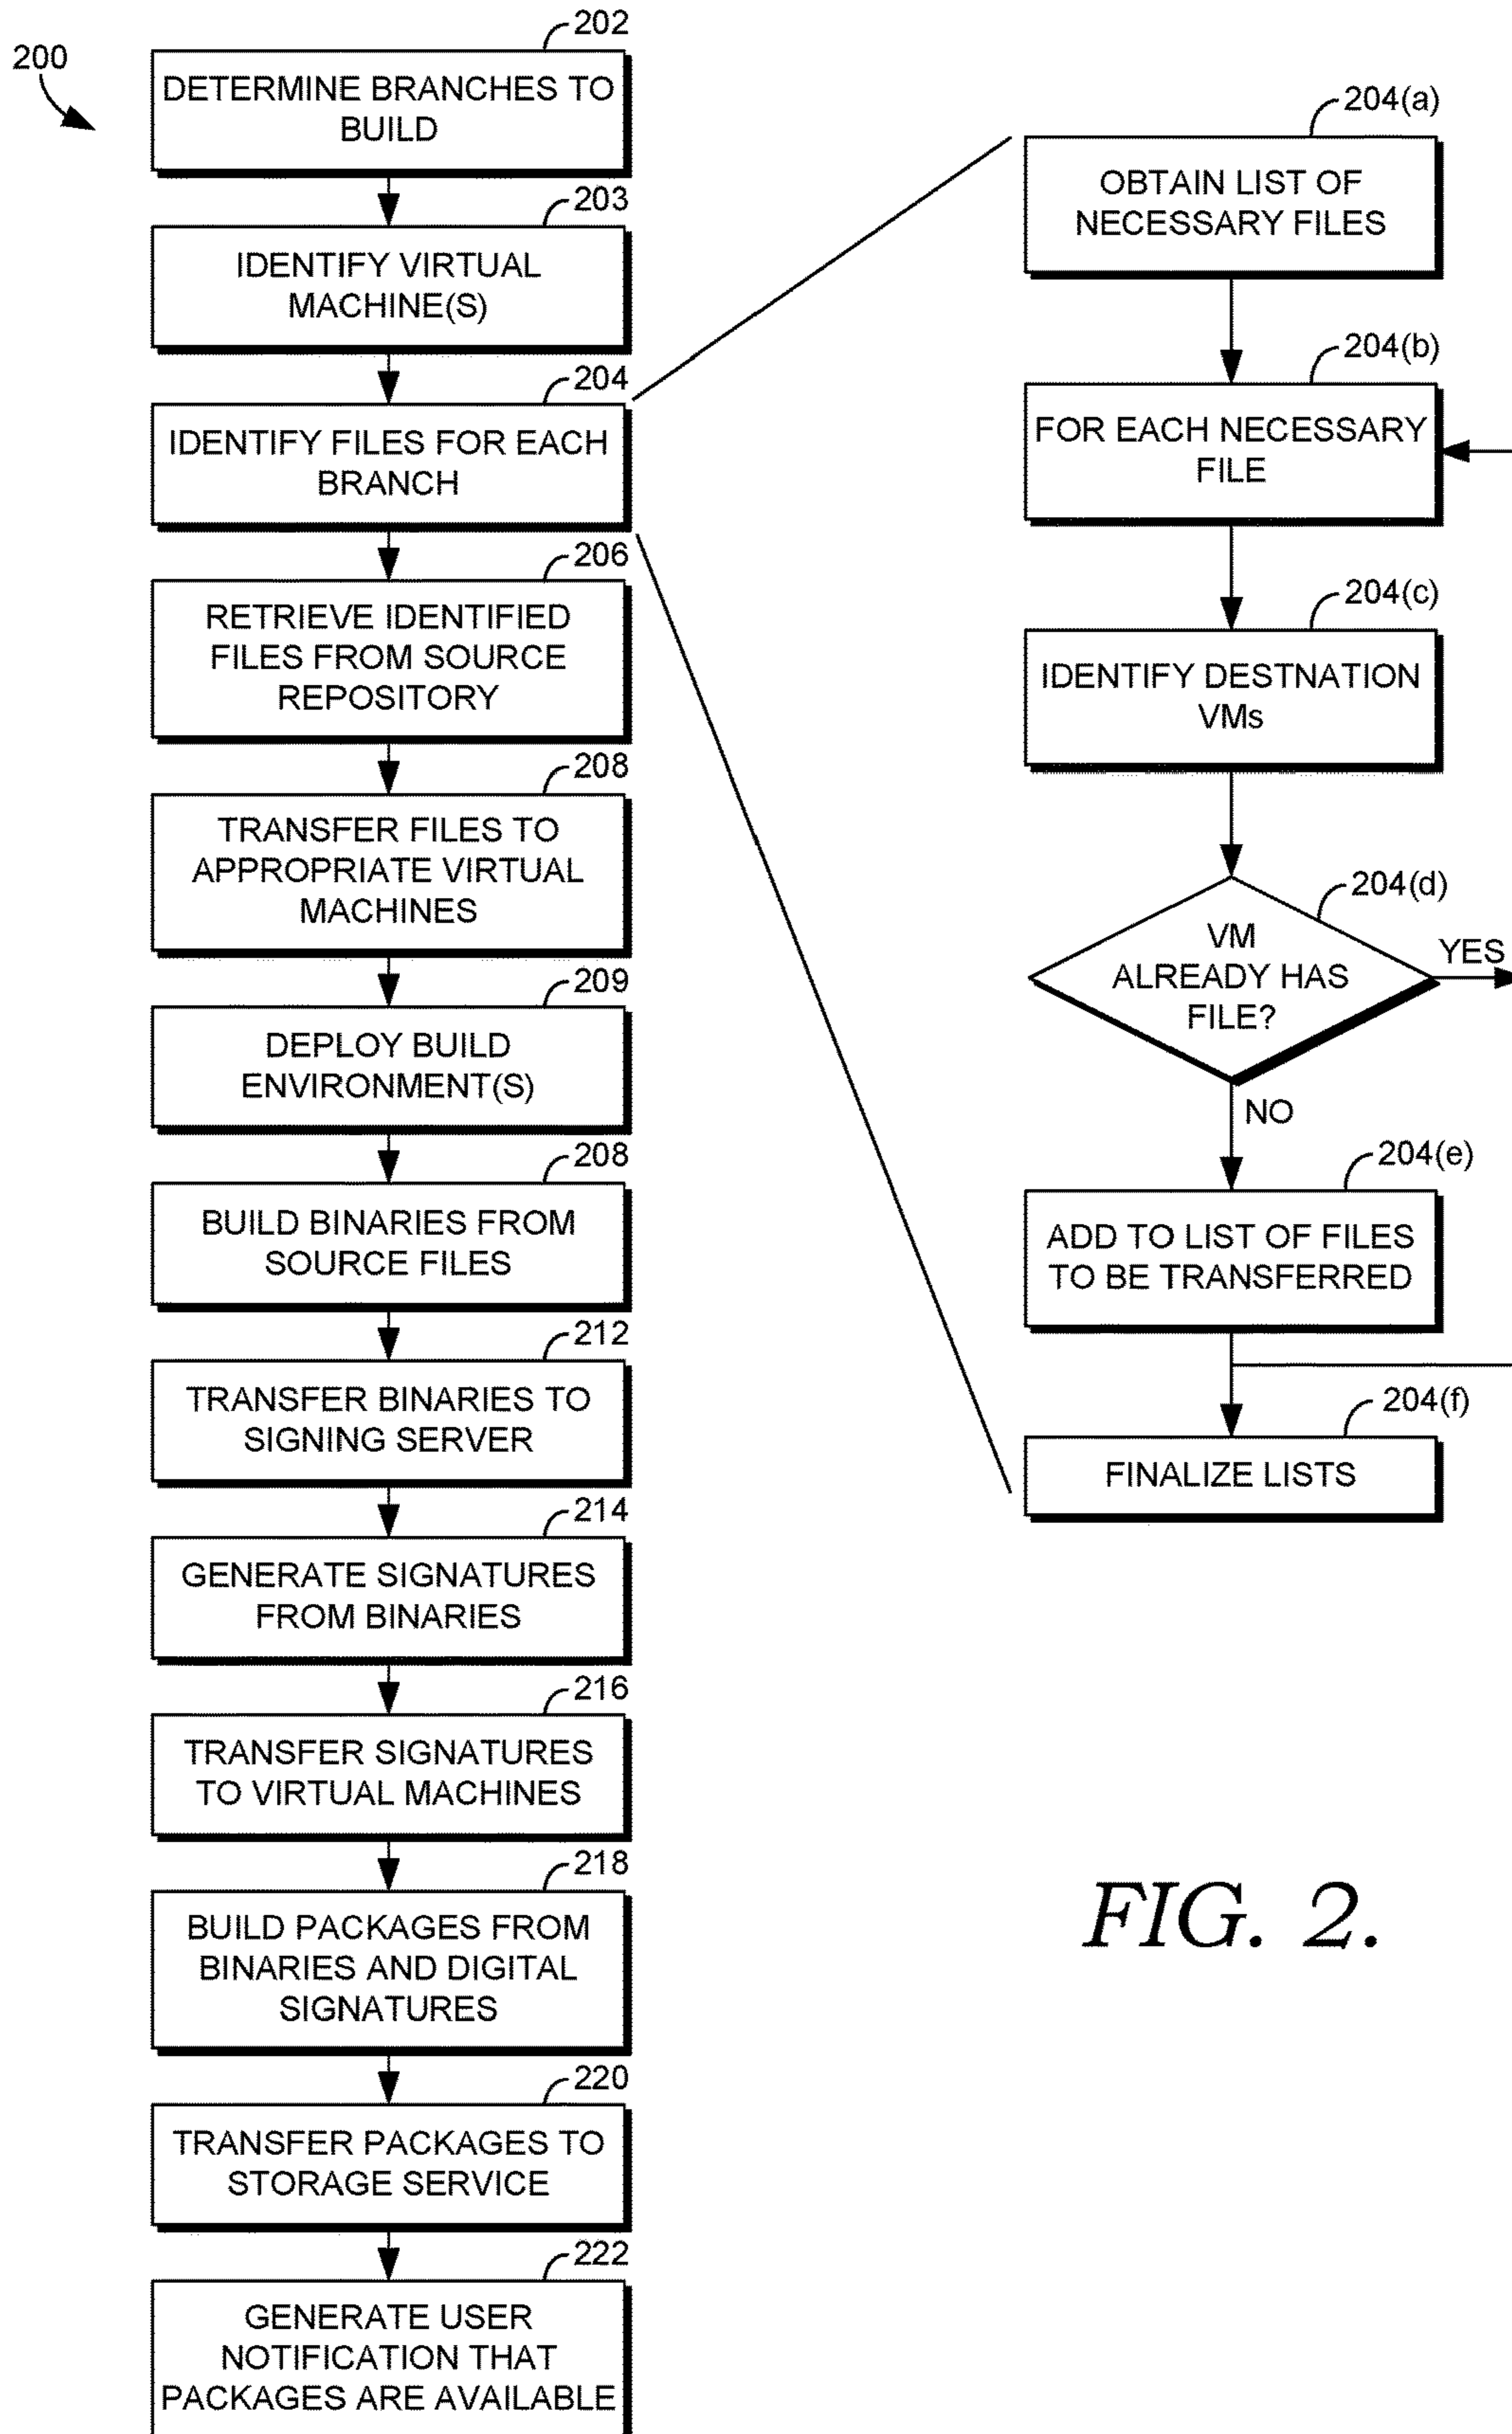 200
202
DETERMINE BRANCHES TO
BUILD
203
IDENTIFY VIRTUAL
MACHINE(S)
204
IDENTIFY FILES FOR EACH
BRANCH
206
RETRIEVE IDENTIFIED
FILES FROM SOURCE
REPOSITORY
208
TRANSFER FILES TO
APPROPRIATE VIRTUAL
MACHINES
209
DEPLOY BUILD
ENVIRONMENT(S)
208
BUILD BINARIES FROM
SOURCE FILES
212
TRANSFER BINARIES TO
SIGNING SERVER
214
GENERATE SIGNATURES
FROM BINARIES
216
TRANSFER SIGNATURES
TO VIRTUAL MACHINES
218
BUILD PACKAGES FROM
BINARIES AND DIGITAL
SIGNATURES
220
TRANSFER PACKAGES TO
STORAGE SERVICE
222
GENERATE USER
NOTIFICATION THAT
PACKAGES ARE AVAILABLE
204(a)
OBTAIN LIST OF
NECESSARY FILES
204(b)
FOR EACH NECESSARY
FILE
204(c)
IDENTIFY DESTNATION
VMs
204(d)
VM
ALREADY HAS
FILE?
YES
NO
204(e)
ADD TO LIST OF FILES
TO BE TRANSFERRED
204(f)
FINALIZE LISTS
FIG. 2.